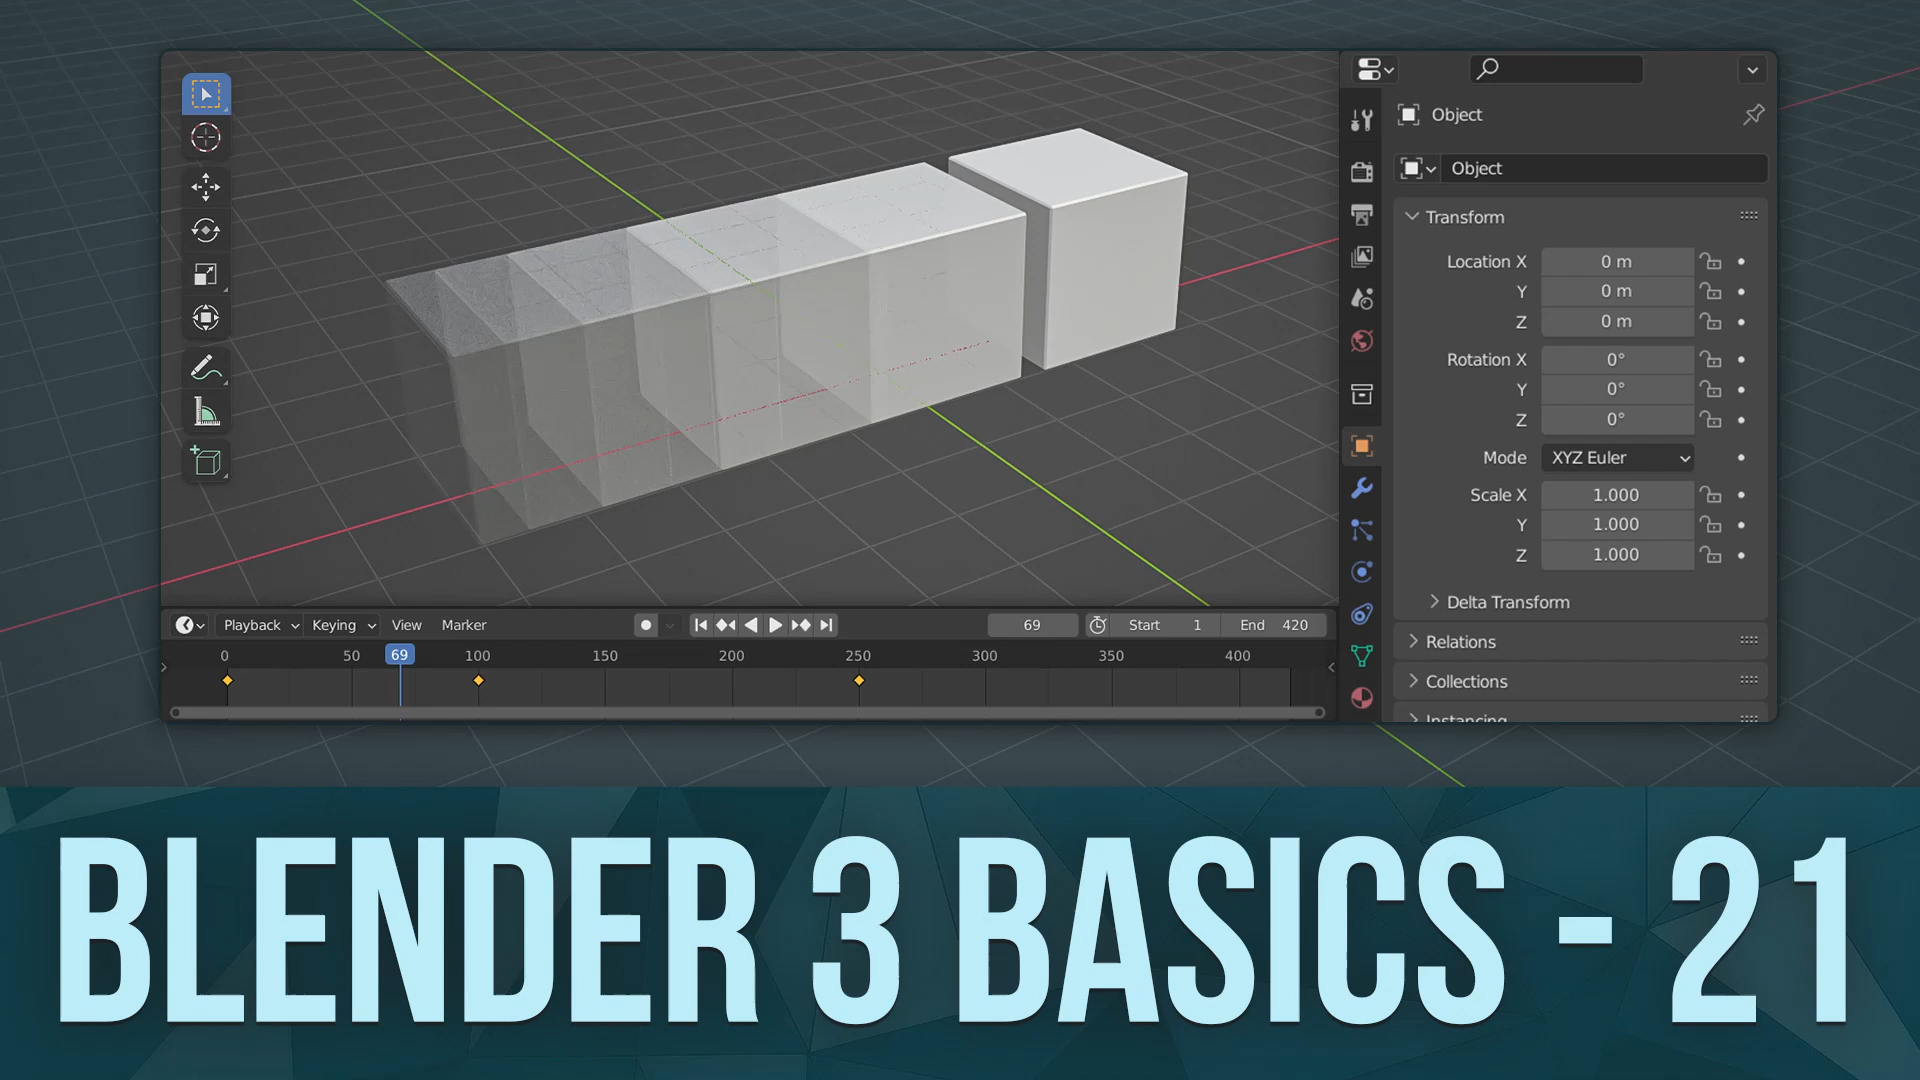 Object
Object
Transform
Location X 0 m
Y 0 m
Z 0 m
Rotation X 0°
Y 0°
Z 0°
Mode XYZ Euler
Scale X 1.000
Y 1.000
Z 1.000
Delta Transform
Relations
Collections
Instancing
Playback Keying View Marker 69 Start 1 End 420
0 50 69 100 150 200 250 300 350 400
BLENDER 3 BASICS - 21